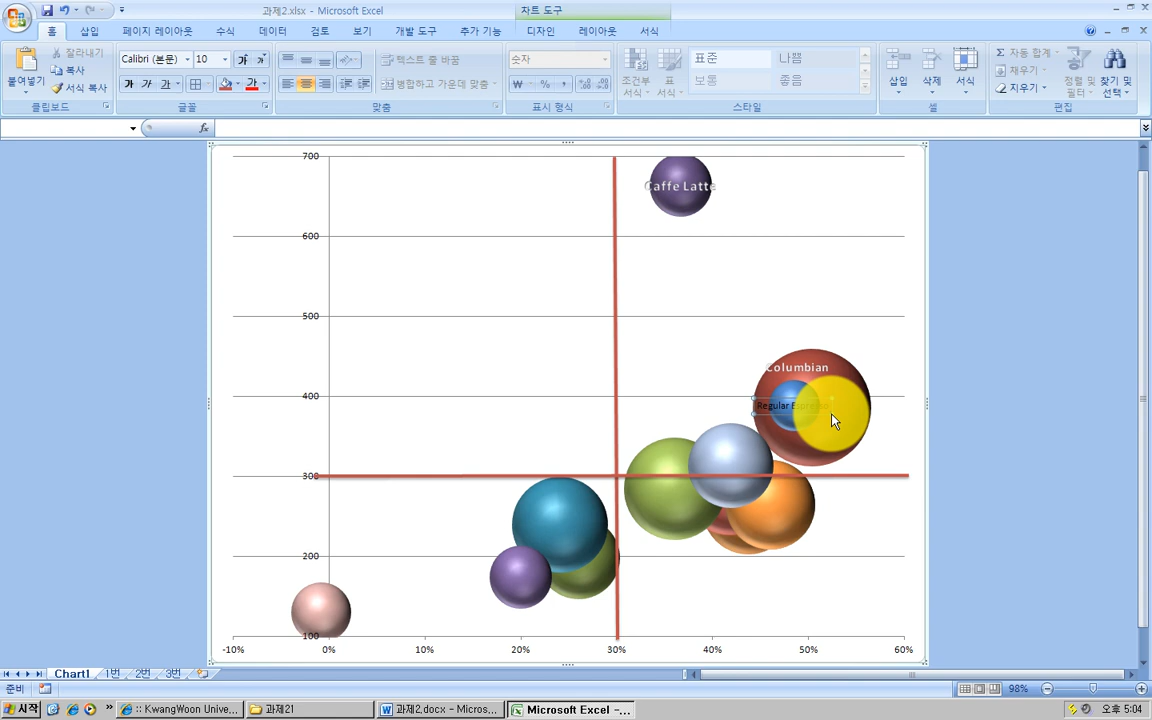 과제2.xlsx - Microsoft Excel
차트 도구
홈 삽입 페이지 레이아웃 수식 데이터 검토 보기 개발 도구 추가 기능 디자인 레이아웃 서식
붙여넣기
잘라내기
복사
서식 복사
클립보드
Calibri (본문) 10
가 가 가 가 가 가
글꼴
텍스트 줄 바꿈
병합하고 가운데 맞춤
맞춤
숫자
₩ % ,
표시 형식
조건부 서식
표 서식
표준 나쁨
보통 좋음
스타일
삽입 삭제 서식
셀
Σ 자동 합계
채우기
지우기
정렬 및 필터
찾기 및 선택
편집
fx
700
600
500
400
300
200
100
-10% 0% 10% 20% 30% 40% 50% 60%
Caffe Latte
Columbian
Regular Espresso
Chart1 1번 2번 3번
준비
98%
시작
:: KwangWoon Unive...
과제21
과제2.docx - Micros...
Microsoft Excel -...
오후 5:04